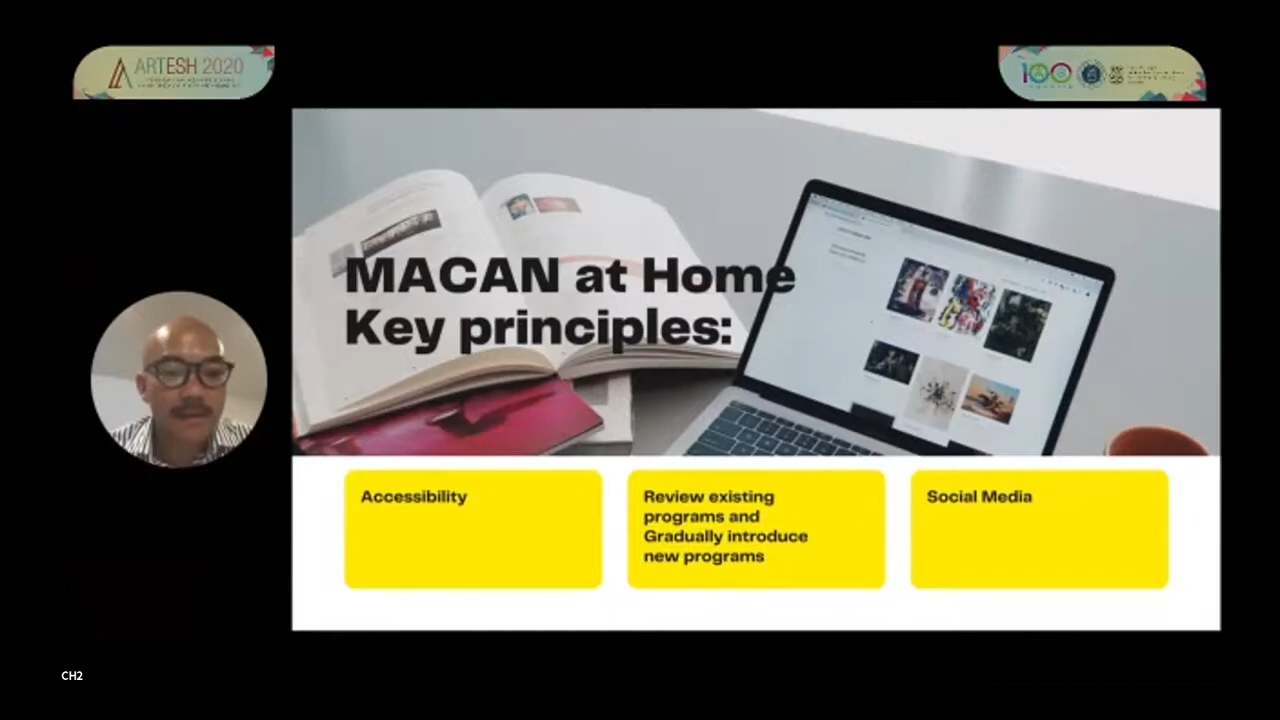 ARTESH 2020
100
MACAN at Home
Key principles:
Accessibility
Review existing
programs and
Gradually introduce
new programs
Social Media
CH2